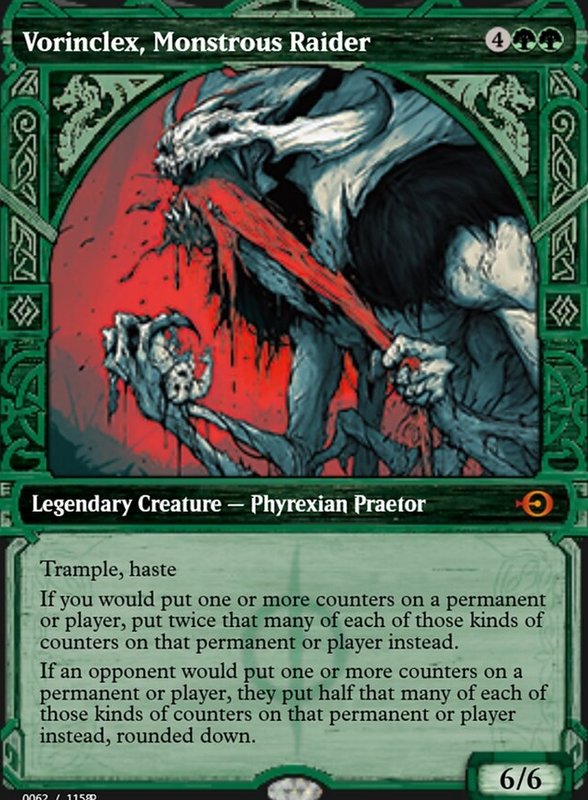 Vorinclex, Monstrous Raider 4
Legendary Creature — Phyrexian Praetor
Trample, haste
If you would put one or more counters on a permanent
or player, put twice that many of each of those kinds of
counters on that permanent or player instead.
If an opponent would put one or more counters on a
permanent or player, they put half that many of each of
those kinds of counters on that permanent or player
instead, rounded down.
6/6